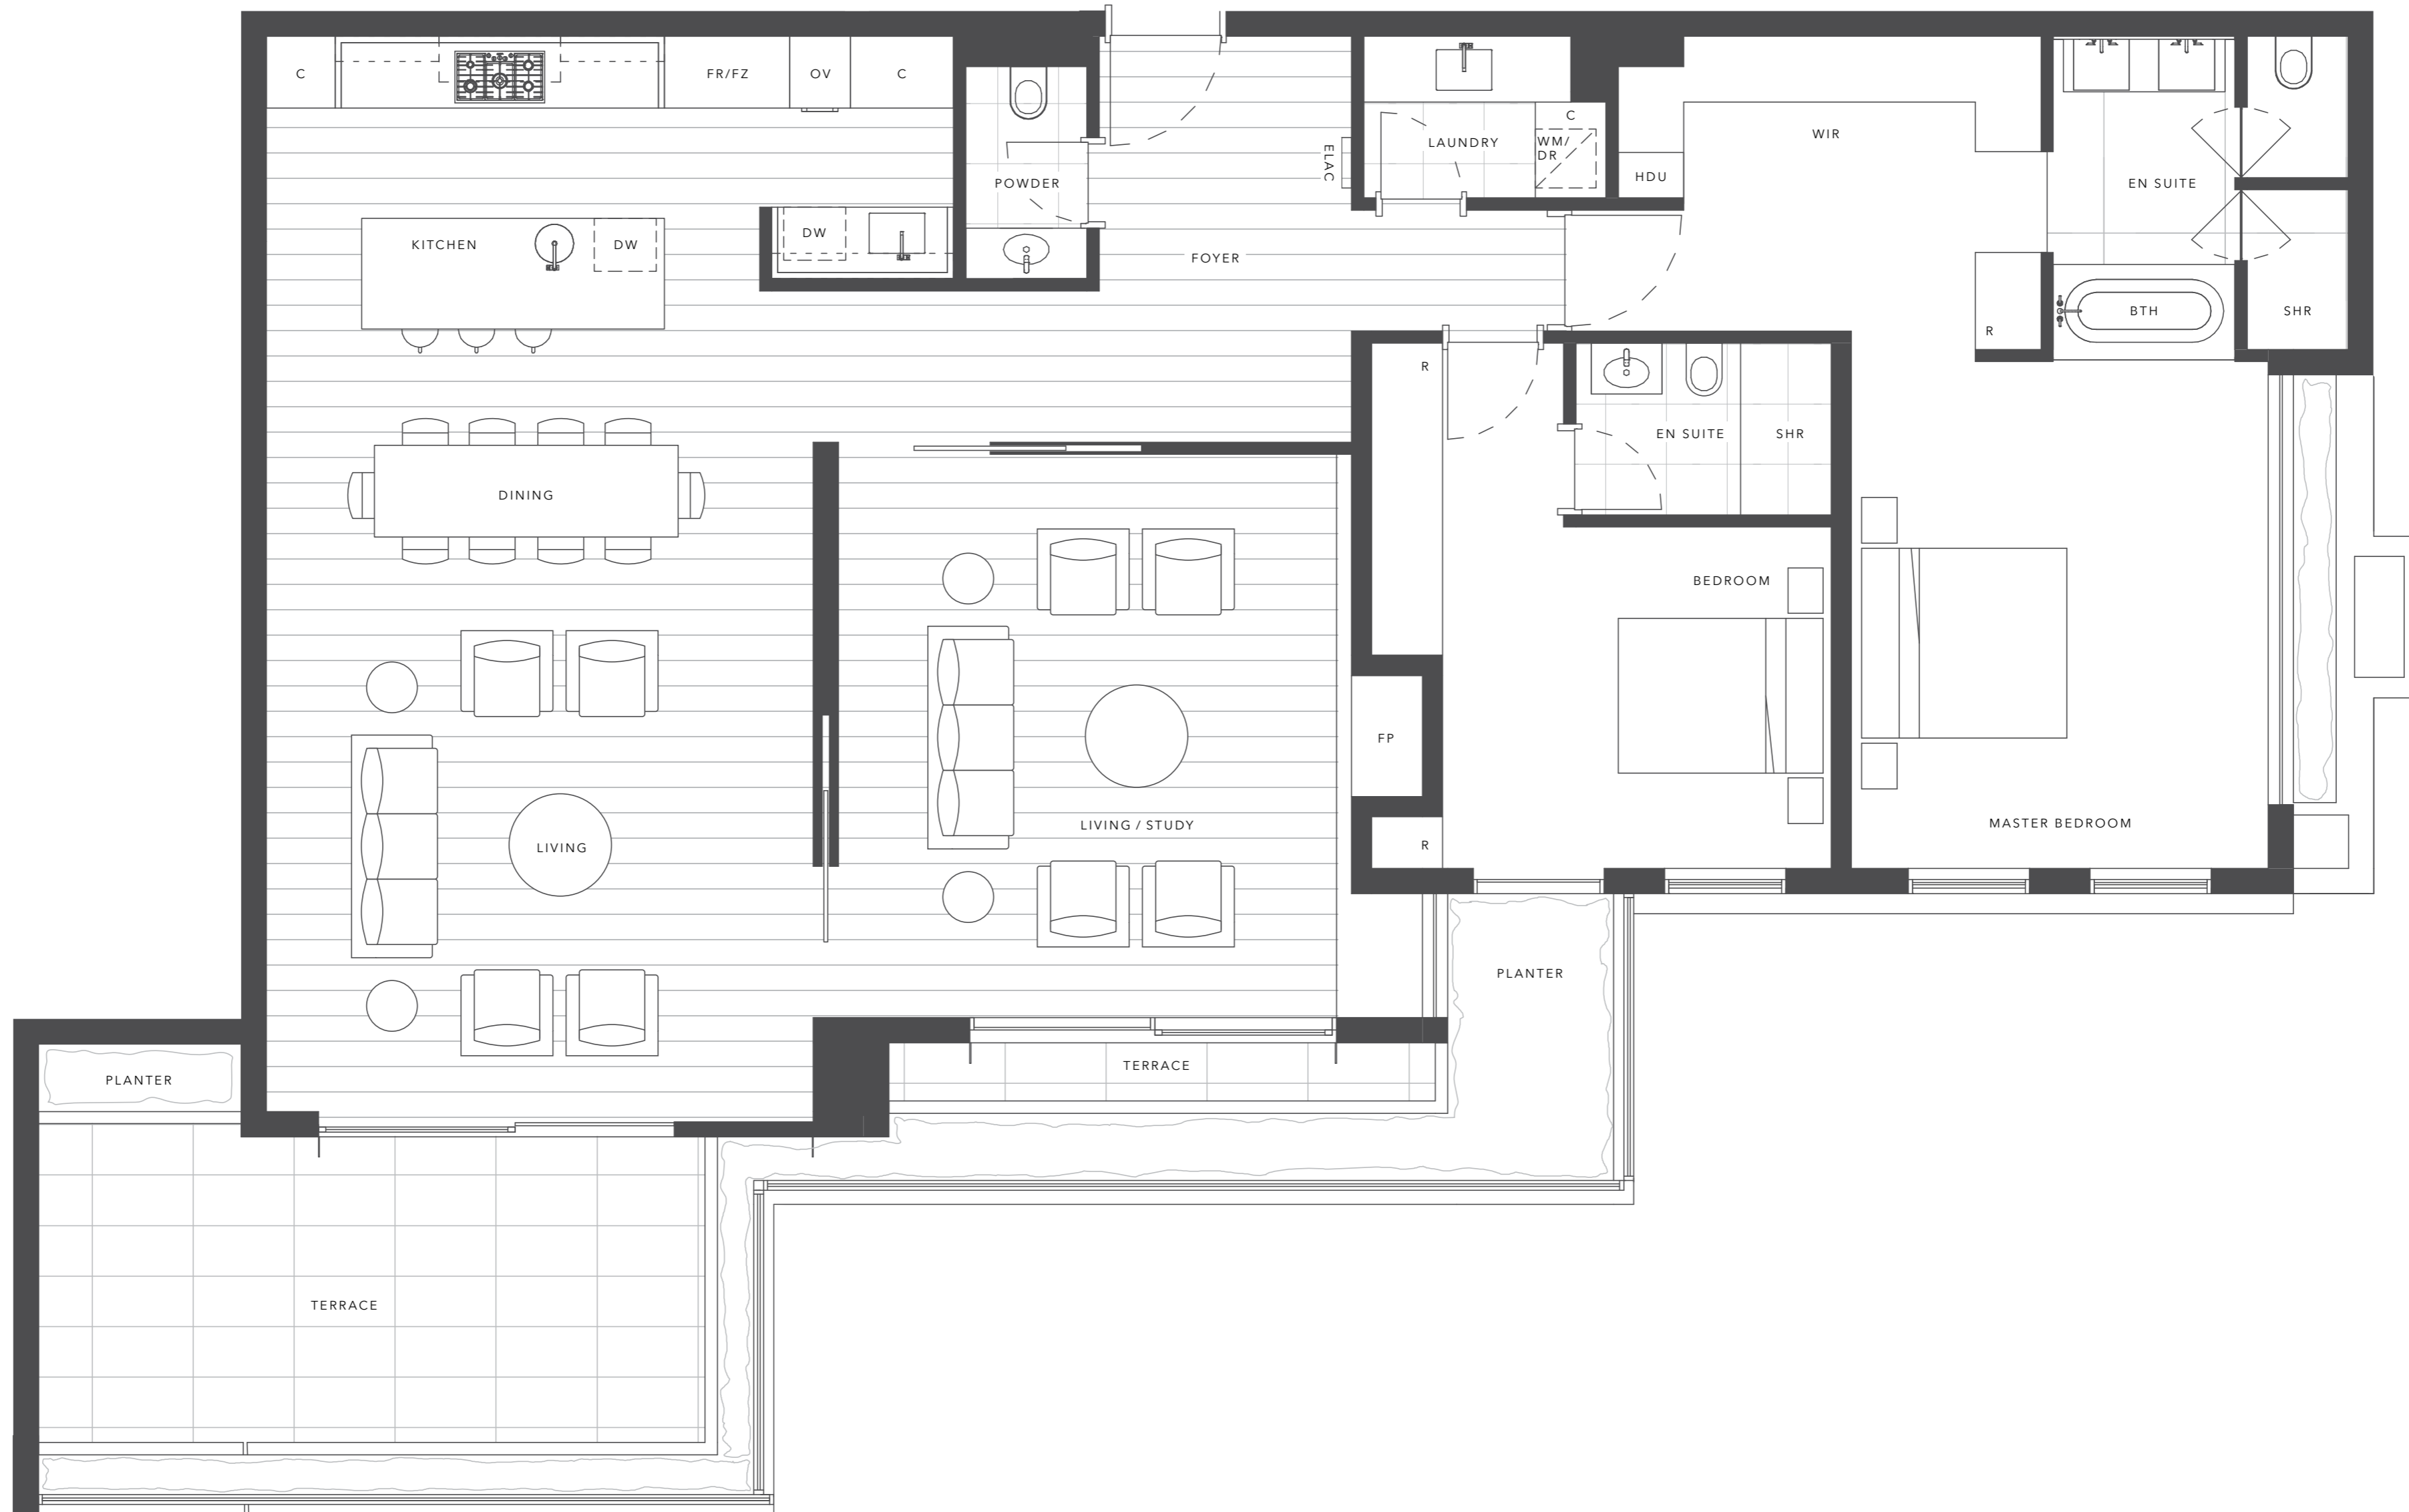 C
FR/FZ
OV
C
C
WIR
LAUNDRY
WM/
DR
ELAC
HDU
POWDER
EN SUITE
DW
KITCHEN
DW
FOYER
BTH
SHR
R
R
EN SUITE
SHR
DINING
BEDROOM
FP
MASTER BEDROOM
LIVING / STUDY
LIVING
R
PLANTER
TERRACE
PLANTER
TERRACE